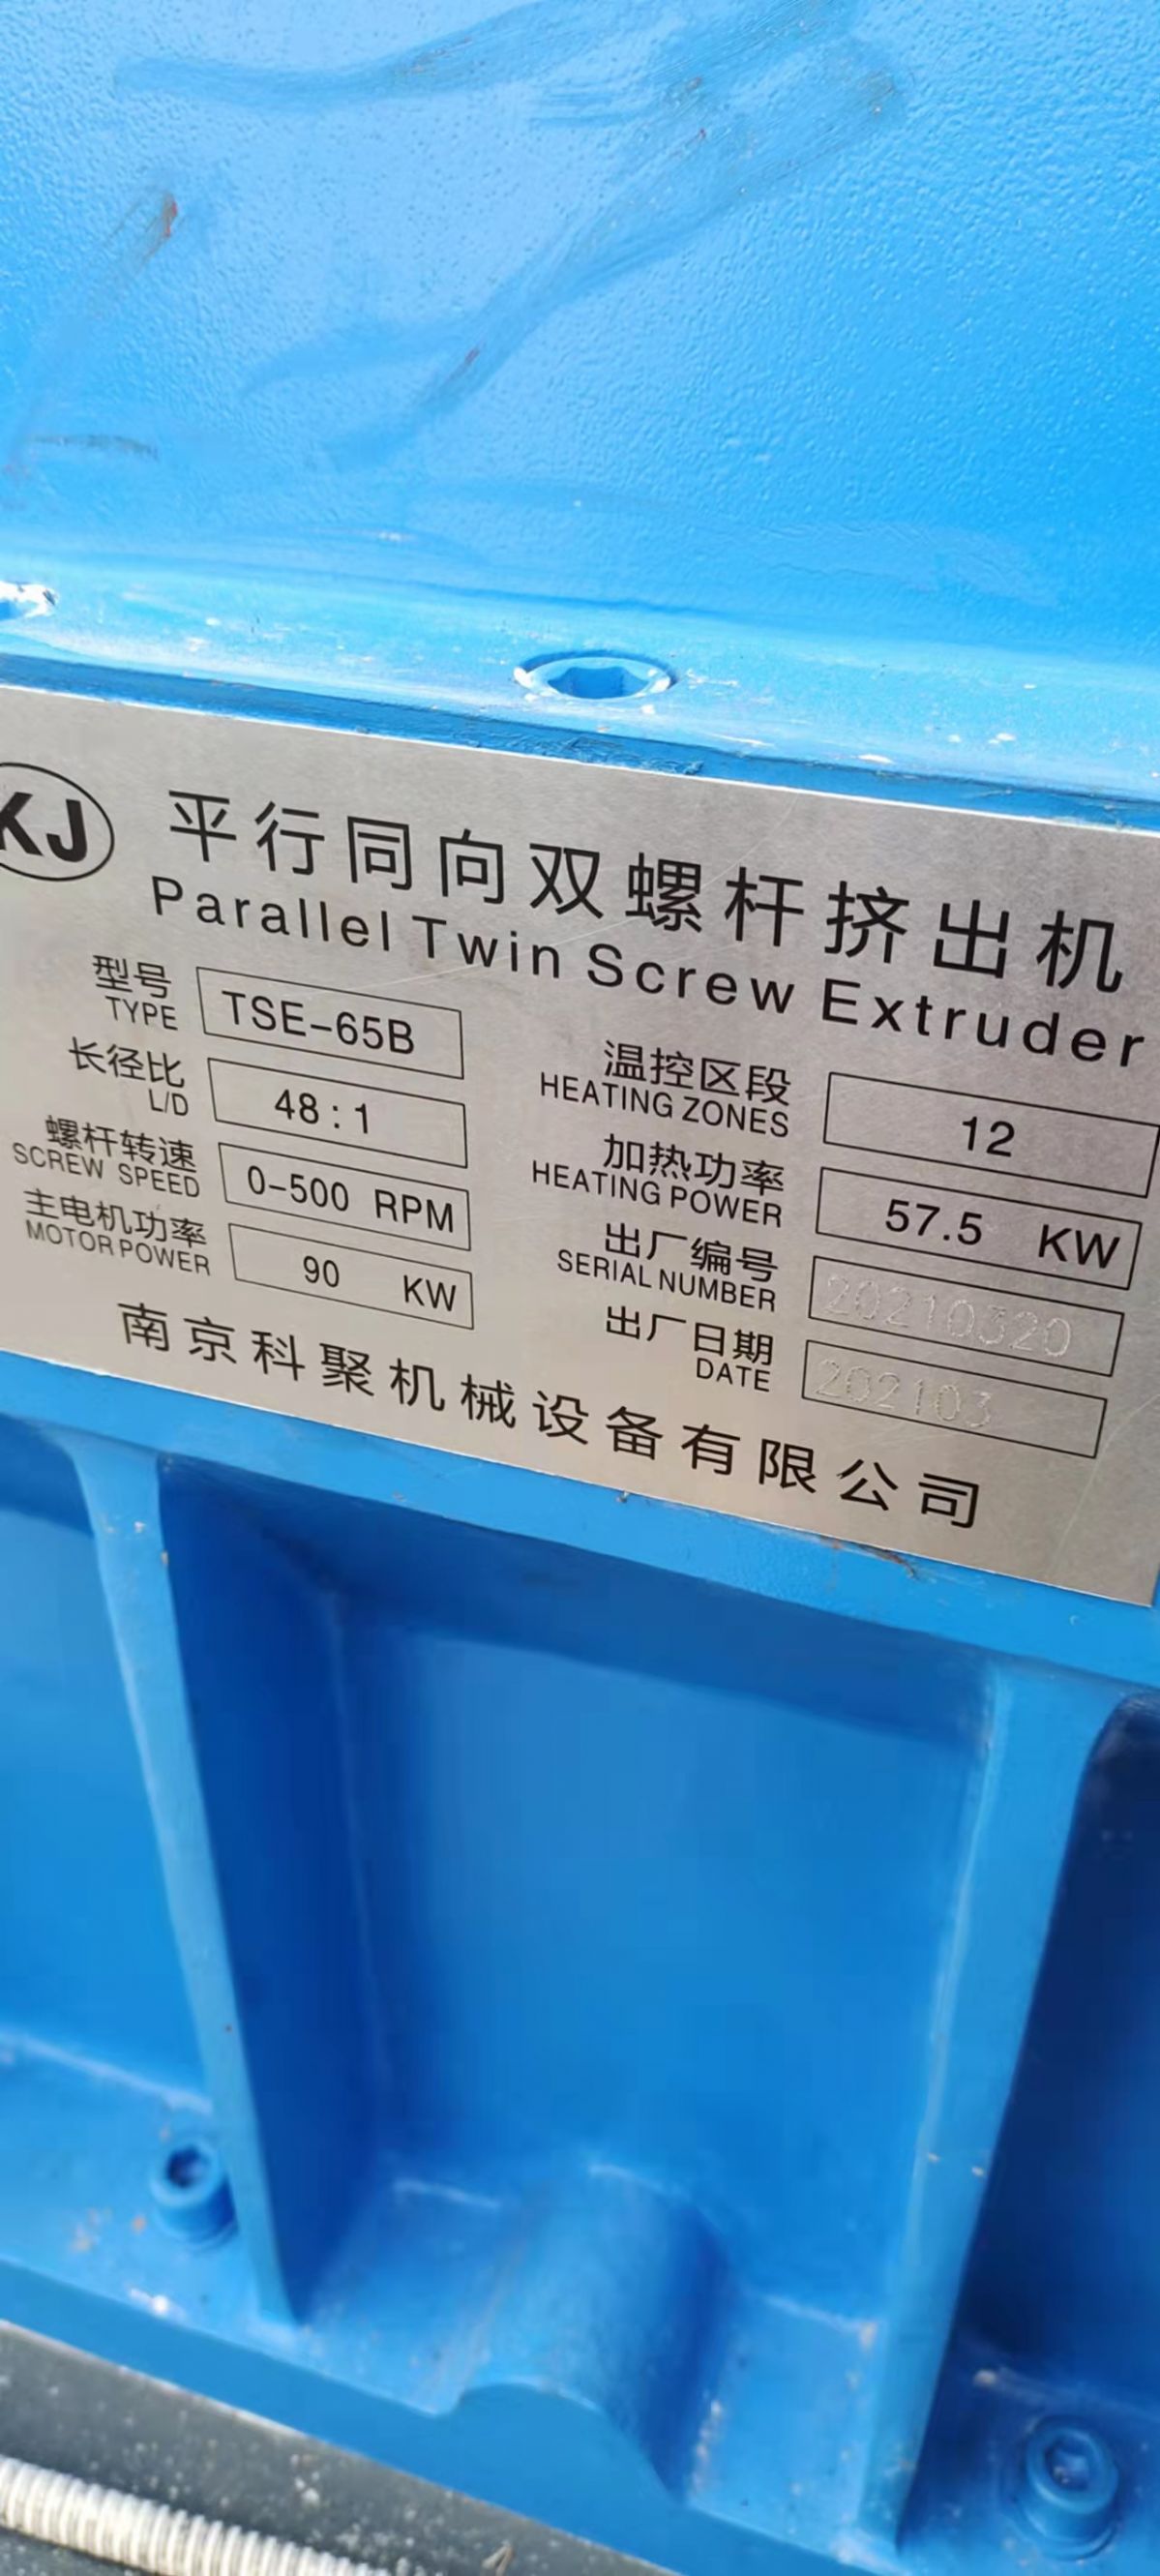 KJ
平行同向双螺杆挤出机
Parallel Twin Screw Extruder
型号
TYPE
TSE-65B
长径比
L/D
48:1
螺杆转速
SCREW SPEED
0-500 RPM
主电机功率
MOTOR POWER
90 KW
温控区段
HEATING ZONES
12
加热功率
HEATING POWER
57.5 KW
出厂编号
SERIAL NUMBER
20210320
出厂日期
DATE
202103
南京科聚机械设备有限公司